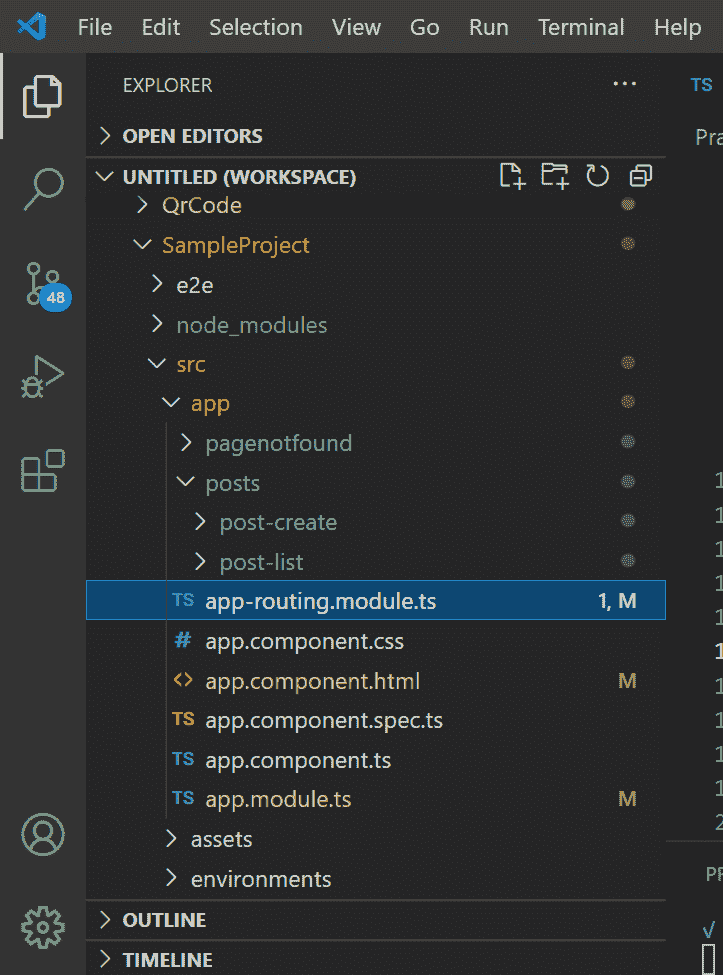 File Edit Selection View Go Run Terminal Help
EXPLORER ... TS
OPEN EDITORS
UNTITLED (WORKSPACE)
QrCode
SampleProject
e2e
48
node_modules
src
app
pagenotfound
posts
post-create
post-list
TS app-routing.module.ts 1, M
# app.component.css
<> app.component.html M
TS app.component.spec.ts
TS app.component.ts
TS app.module.ts M
assets
environments
OUTLINE
TIMELINE